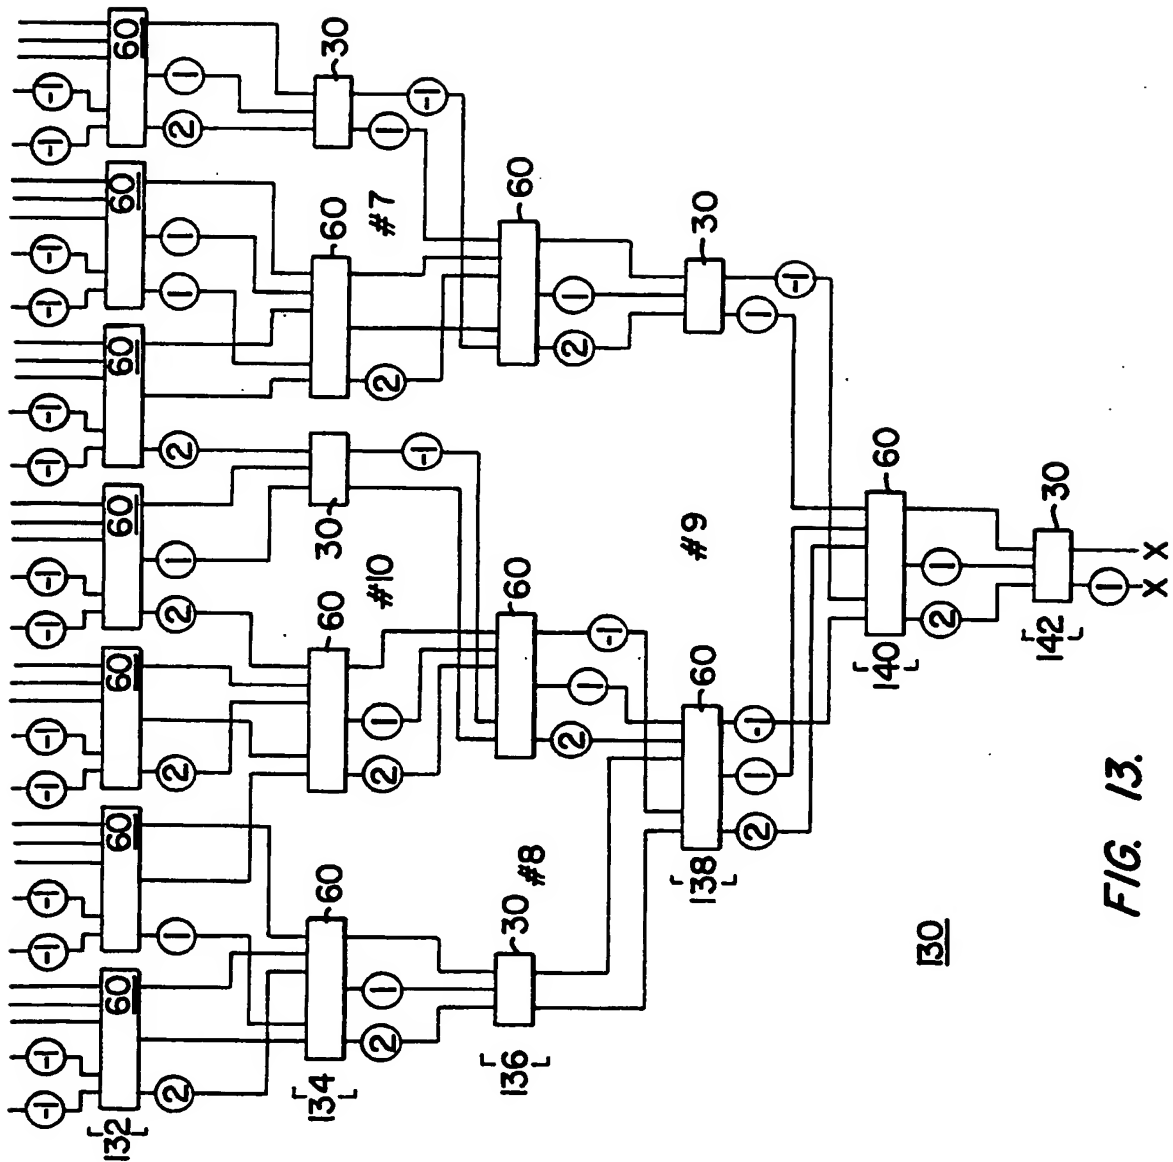 -1 -1 -1 -1 -1 -1 -1 -1 -1 -1 -1 -1 -1 -1
[132] 60 60 60 60 60 60 60
2 1 2 2 1 2 1 1 2 1
[134] 60 60 30 60 30
2 1 2 1 -1 2 1 -1
#10 #7
[136] 30 60 60
#8
2 1 -1 2 1
#9
[138] 60 30
2 1 -1 1 -1
[140] 60
2 1
[142] 30
1
X X
130
FIG. 13.